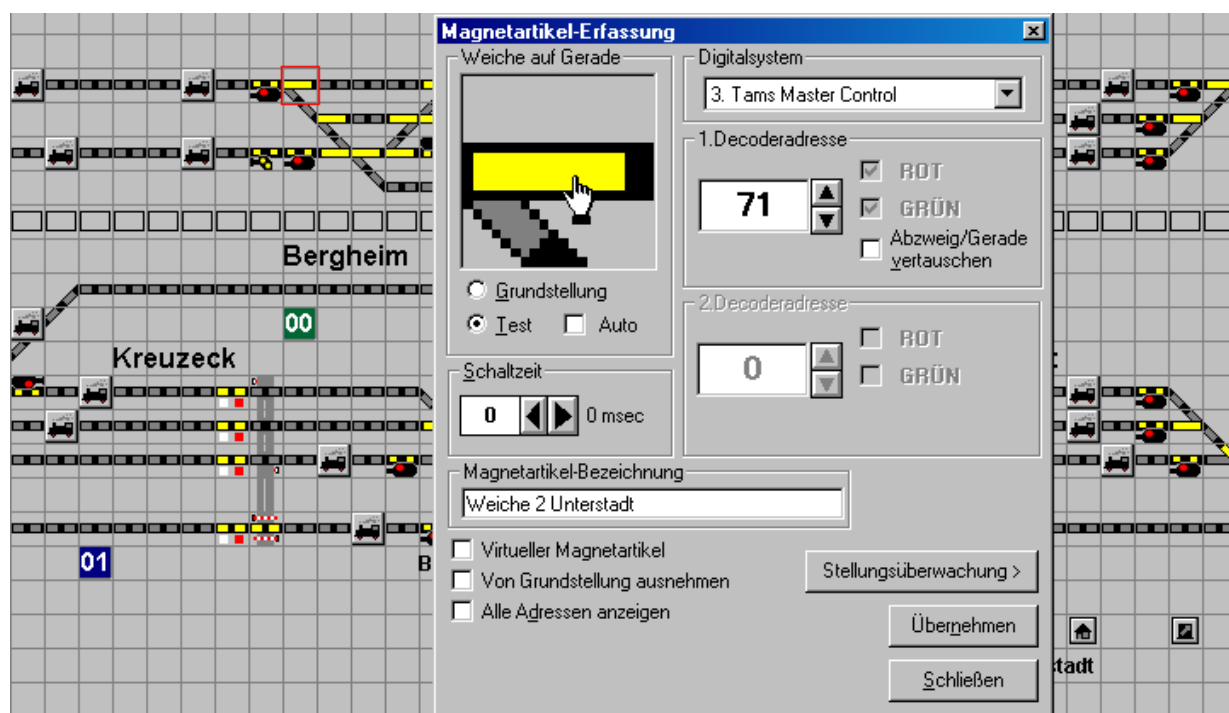 Magnetartikel-Erfassung
Weiche auf Gerade
Digitalsystem
3. Tams Master Control
1.Decoderadresse
71
ROT
GRÜN
Abzweig/Gerade
vertauschen
Grundstellung
Test
Auto
2.Decoderadresse
0
ROT
GRÜN
Schaltzeit
0
0 msec
Magnetartikel-Bezeichnung
Weiche 2 Unterstadt
Virtueller Magnetartikel
Von Grundstellung ausnehmen
Alle Adressen anzeigen
Stellungsüberwachung >
Übernehmen
Schließen
Bergheim
00
Kreuzeck
01
B
stadt